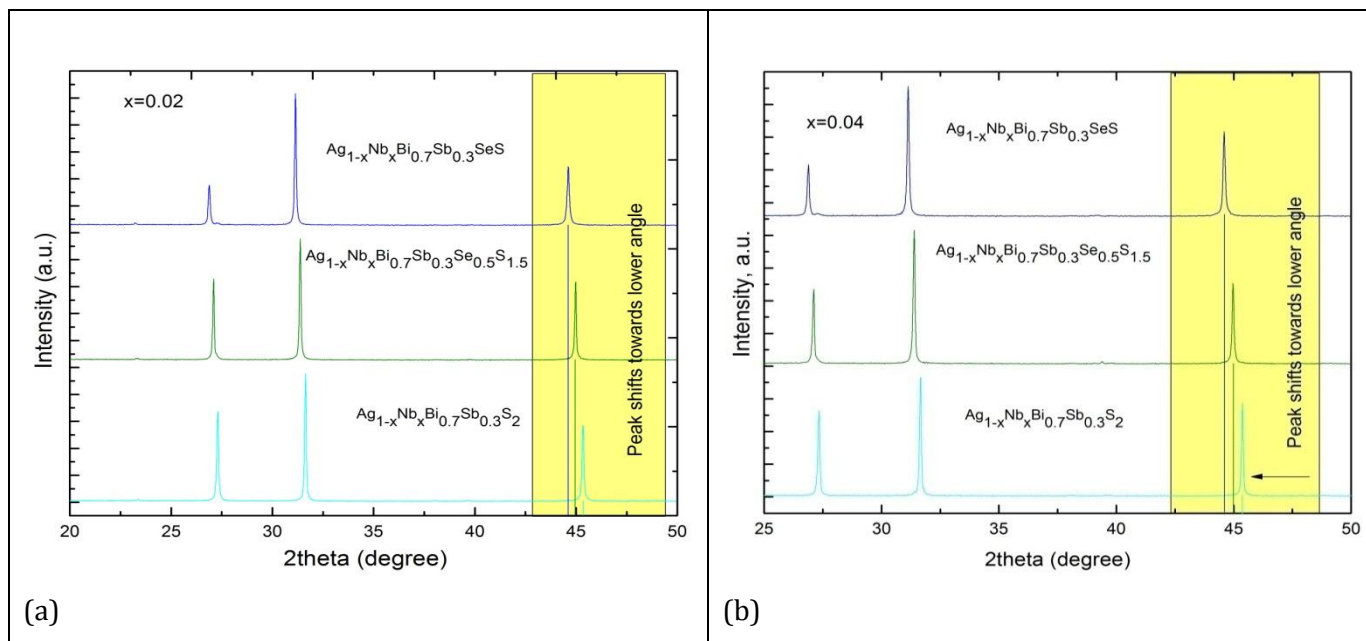 x=0.02
Ag1-xNbxBi0.7Sb0.3SeS
Ag1-xNbxBi0.7Sb0.3Se0.5S1.5
Ag1-xNbxBi0.7Sb0.3S2
Peak shifts towards lower angle
Intensity (a.u.)
20 25 30 35 40 45 50
2theta (degree)
(a)
x=0.04
Ag1-xNbxBi0.7Sb0.3SeS
Ag1-xNbxBi0.7Sb0.3Se0.5S1.5
Ag1-xNbxBi0.7Sb0.3S2
Peak shifts towards lower angle
Intensity, a.u.
25 30 35 40 45 50
2theta (degree)
(b)